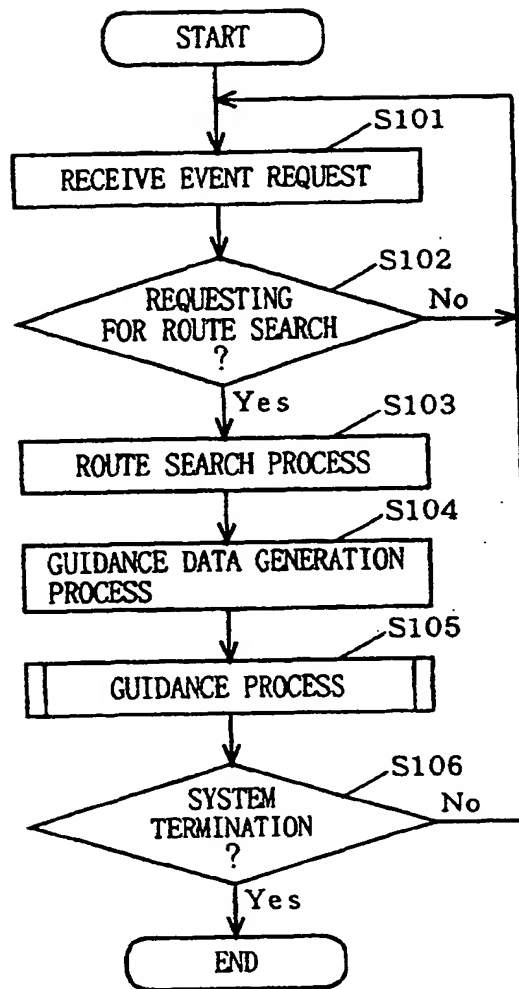 START
S101
RECEIVE EVENT REQUEST
S102
REQUESTING
FOR ROUTE SEARCH
?
No
Yes
S103
ROUTE SEARCH PROCESS
S104
GUIDANCE DATA GENERATION
PROCESS
S105
GUIDANCE PROCESS
S106
SYSTEM
TERMINATION
?
No
Yes
END